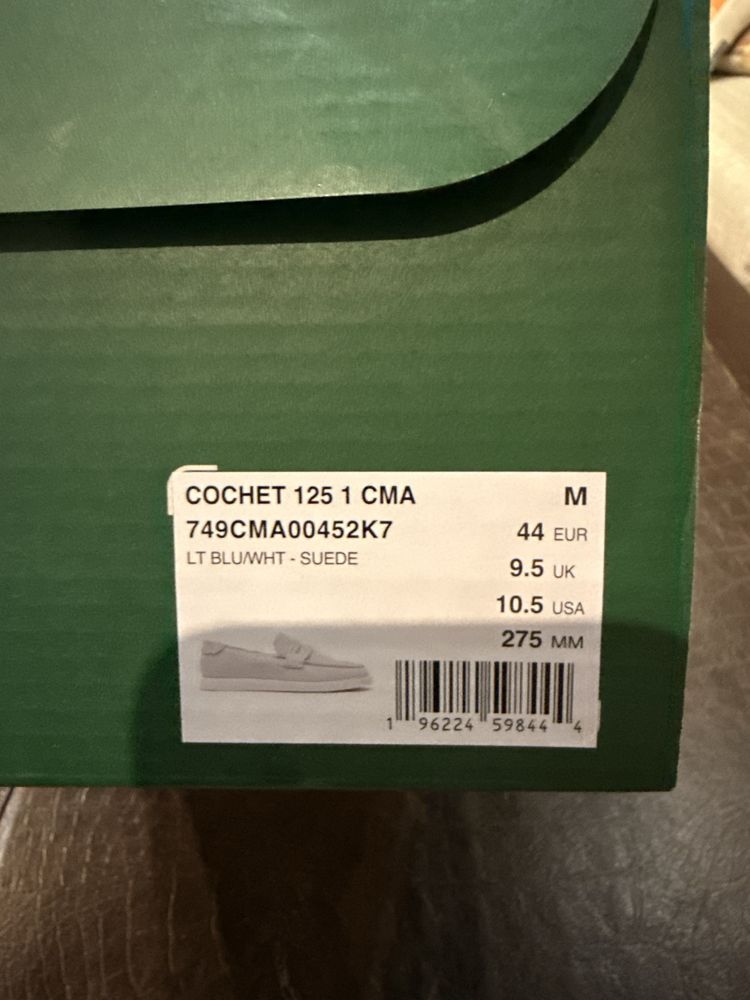 COCHET 125 1 CMA M
749CMA00452K7 44 EUR
LT BLU/WHT - SUEDE 9.5 UK
10.5 USA
275 MM
1 96224 59844 4